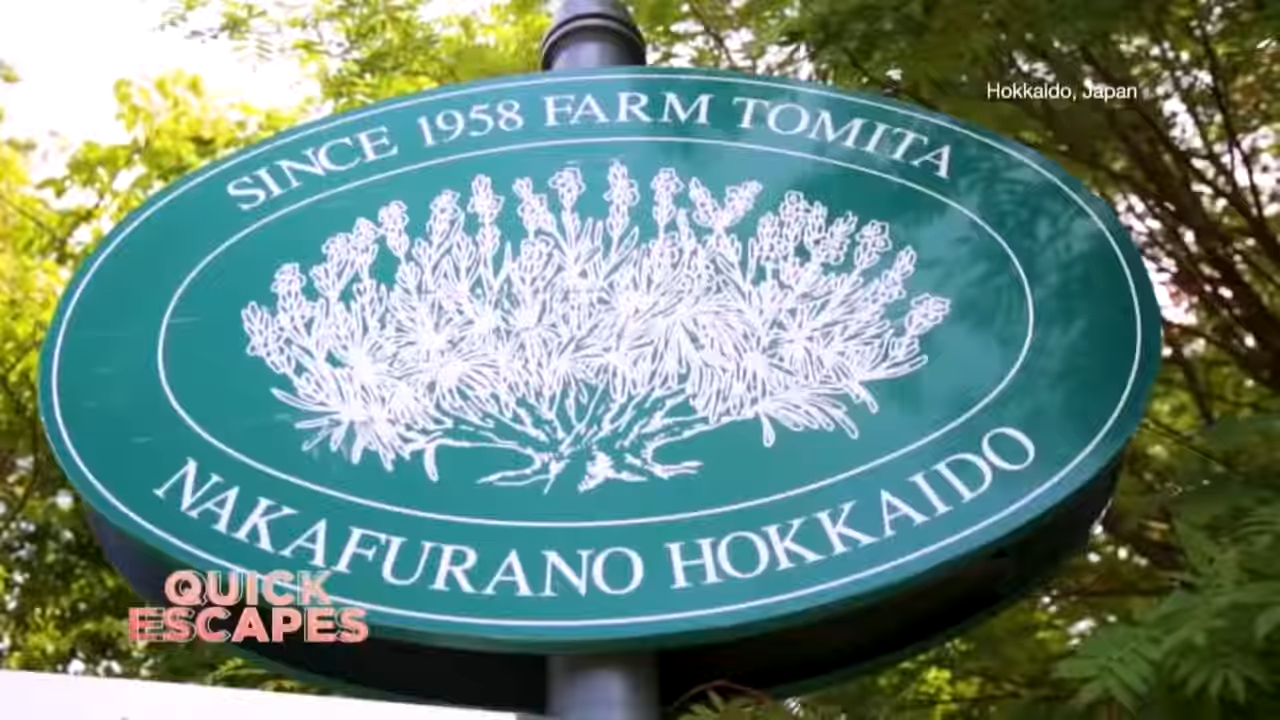 Hokkaido, Japan
SINCE 1958 FARM TOMITA
NAKAFURANO HOKKAIDO
QUICK
ESCAPES